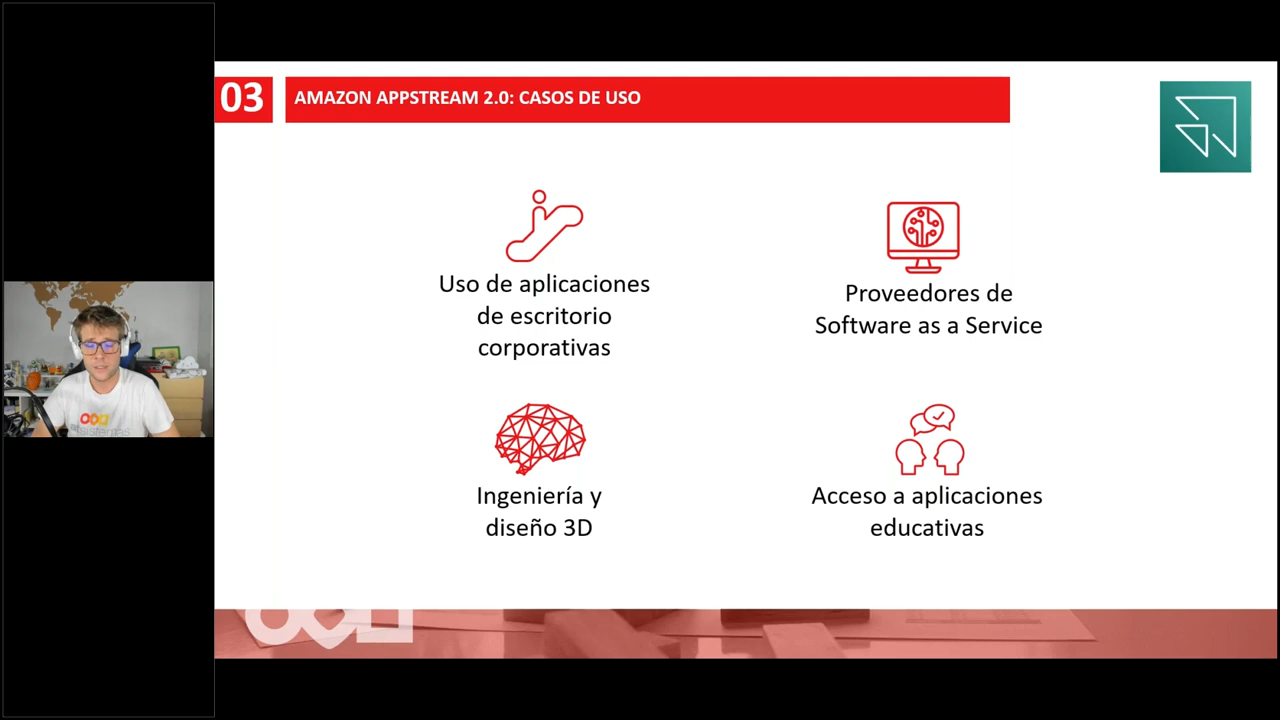 03
AMAZON APPSTREAM 2.0: CASOS DE USO
Uso de aplicaciones
de escritorio
corporativas
Proveedores de
Software as a Service
Ingeniería y
diseño 3D
Acceso a aplicaciones
educativas